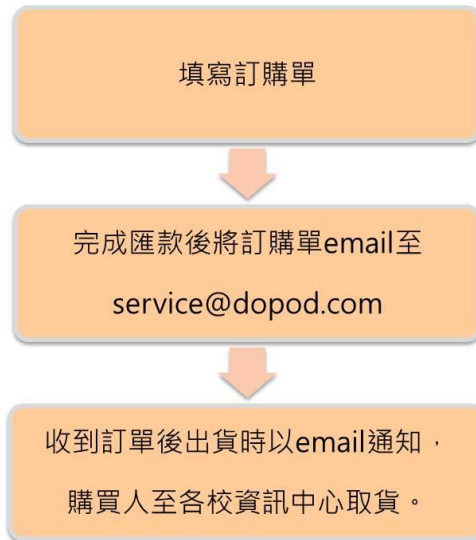 填寫訂購單
完成匯款後將訂購單email至
service@dopod.com
收到訂單後出貨時以email通知，
購買人至各校資訊中心取貨。